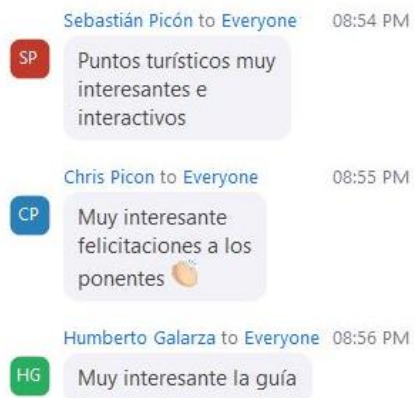 Sebastián Picón to Everyone 08:54 PM
SP
Puntos turísticos muy
interesantes e
interactivos
Chris Picon to Everyone 08:55 PM
CP
Muy interesante
felicitaciones a los
ponentes 👏
Humberto Galarza to Everyone 08:56 PM
HG
Muy interesante la guía